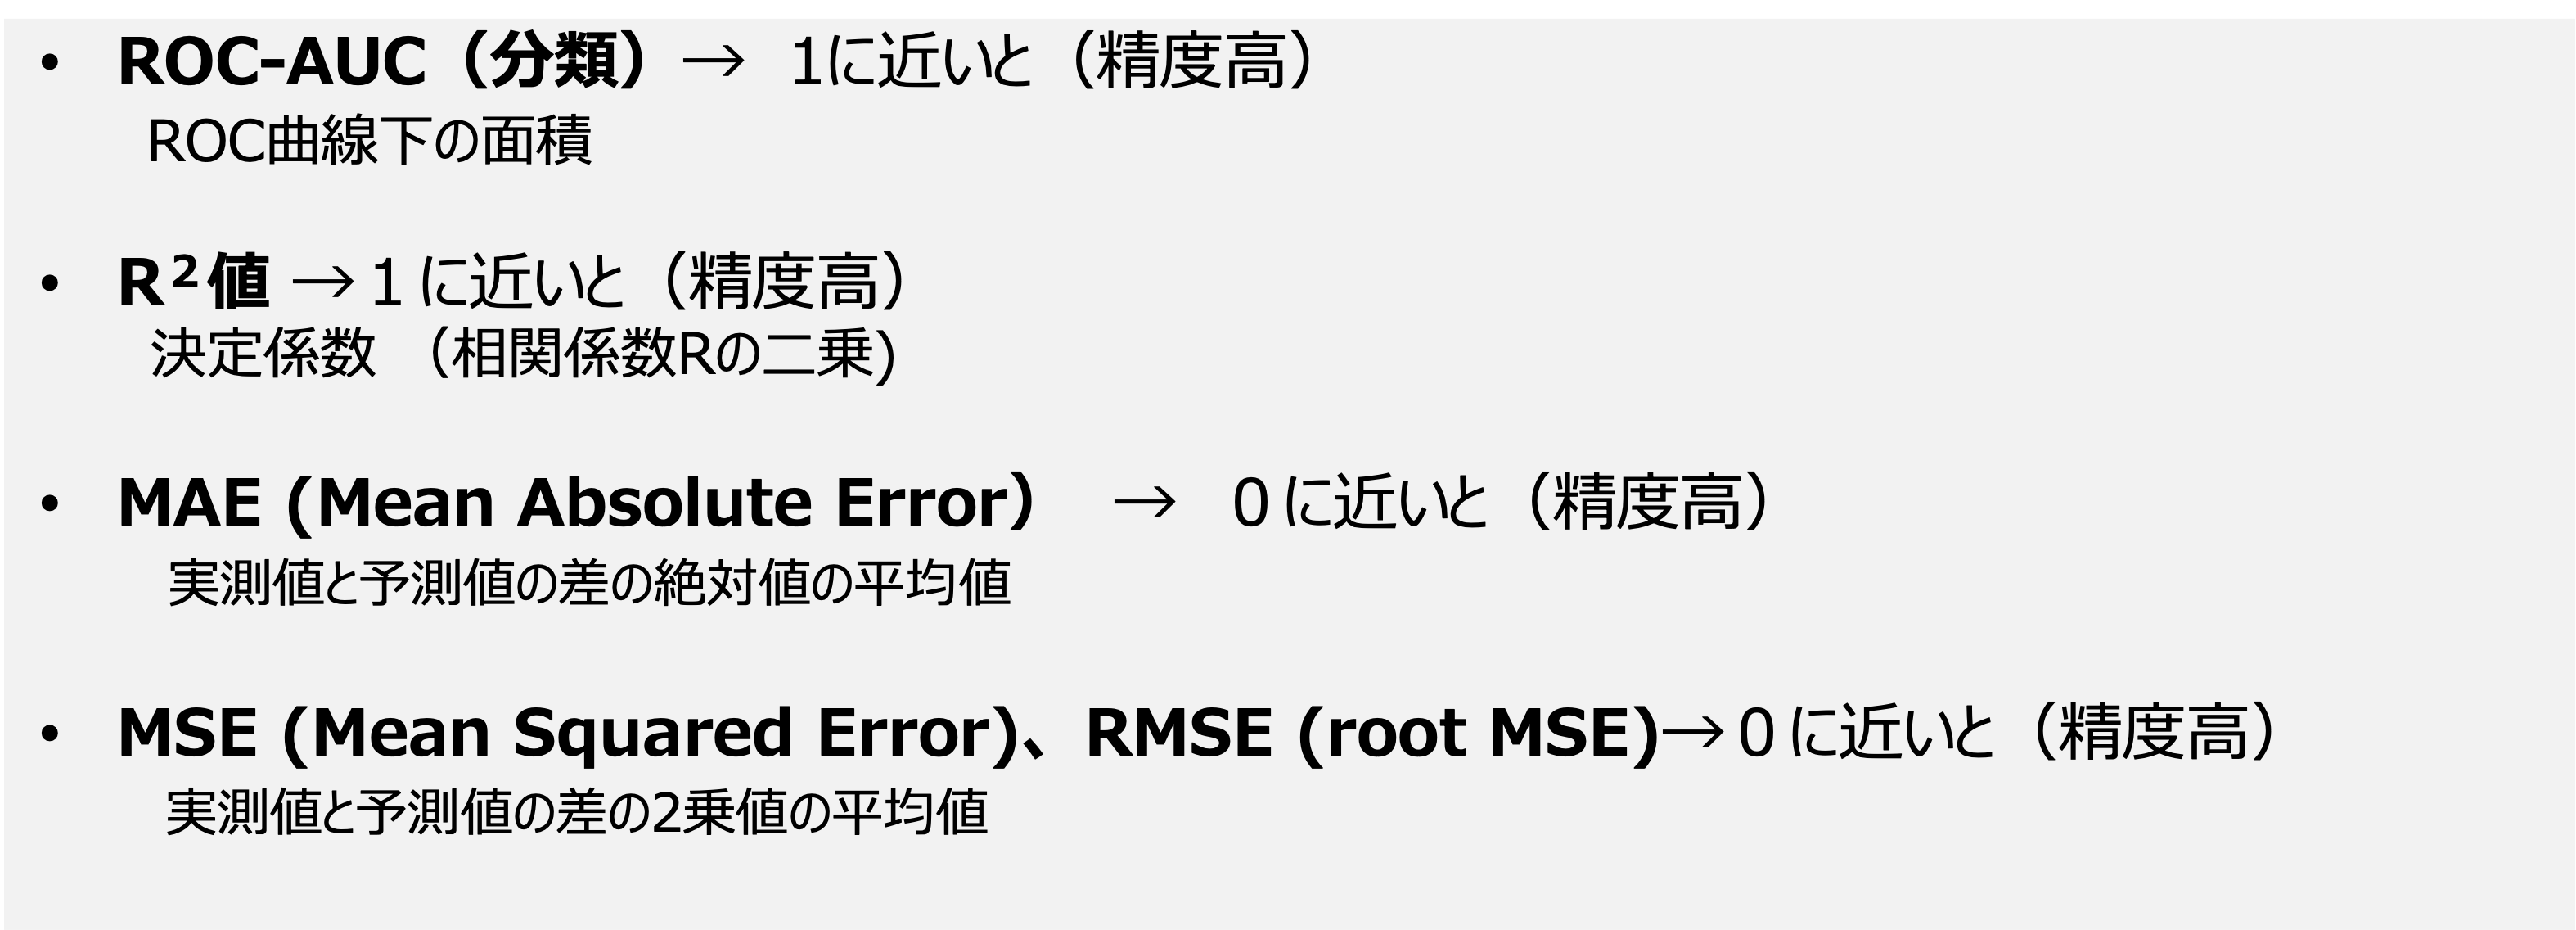 • ROC-AUC（分類）→ 1に近いと（精度高）
ROC曲線下の面積
• R²値 →１に近いと（精度高）
決定係数 （相関係数Rの二乗)
• MAE (Mean Absolute Error） → ０に近いと（精度高）
実測値と予測値の差の絶対値の平均値
• MSE (Mean Squared Error)、RMSE (root MSE)→０に近いと（精度高）
実測値と予測値の差の2乗値の平均値